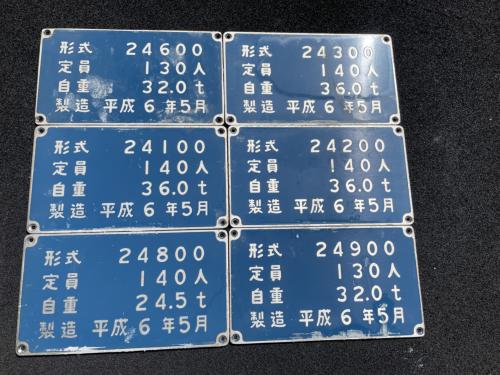 形式 24600
定員 130人
自重 32.0t
製造 平成6年5月
形式 24300
定員 140人
自重 36.0t
製造 平成6年5月
形式 24100
定員 140人
自重 36.0t
製造 平成6年5月
形式 24200
定員 140人
自重 36.0t
製造 平成6年5月
形式 24800
定員 140人
自重 24.5t
製造 平成6年5月
形式 24900
定員 130人
自重 32.0t
製造 平成6年5月